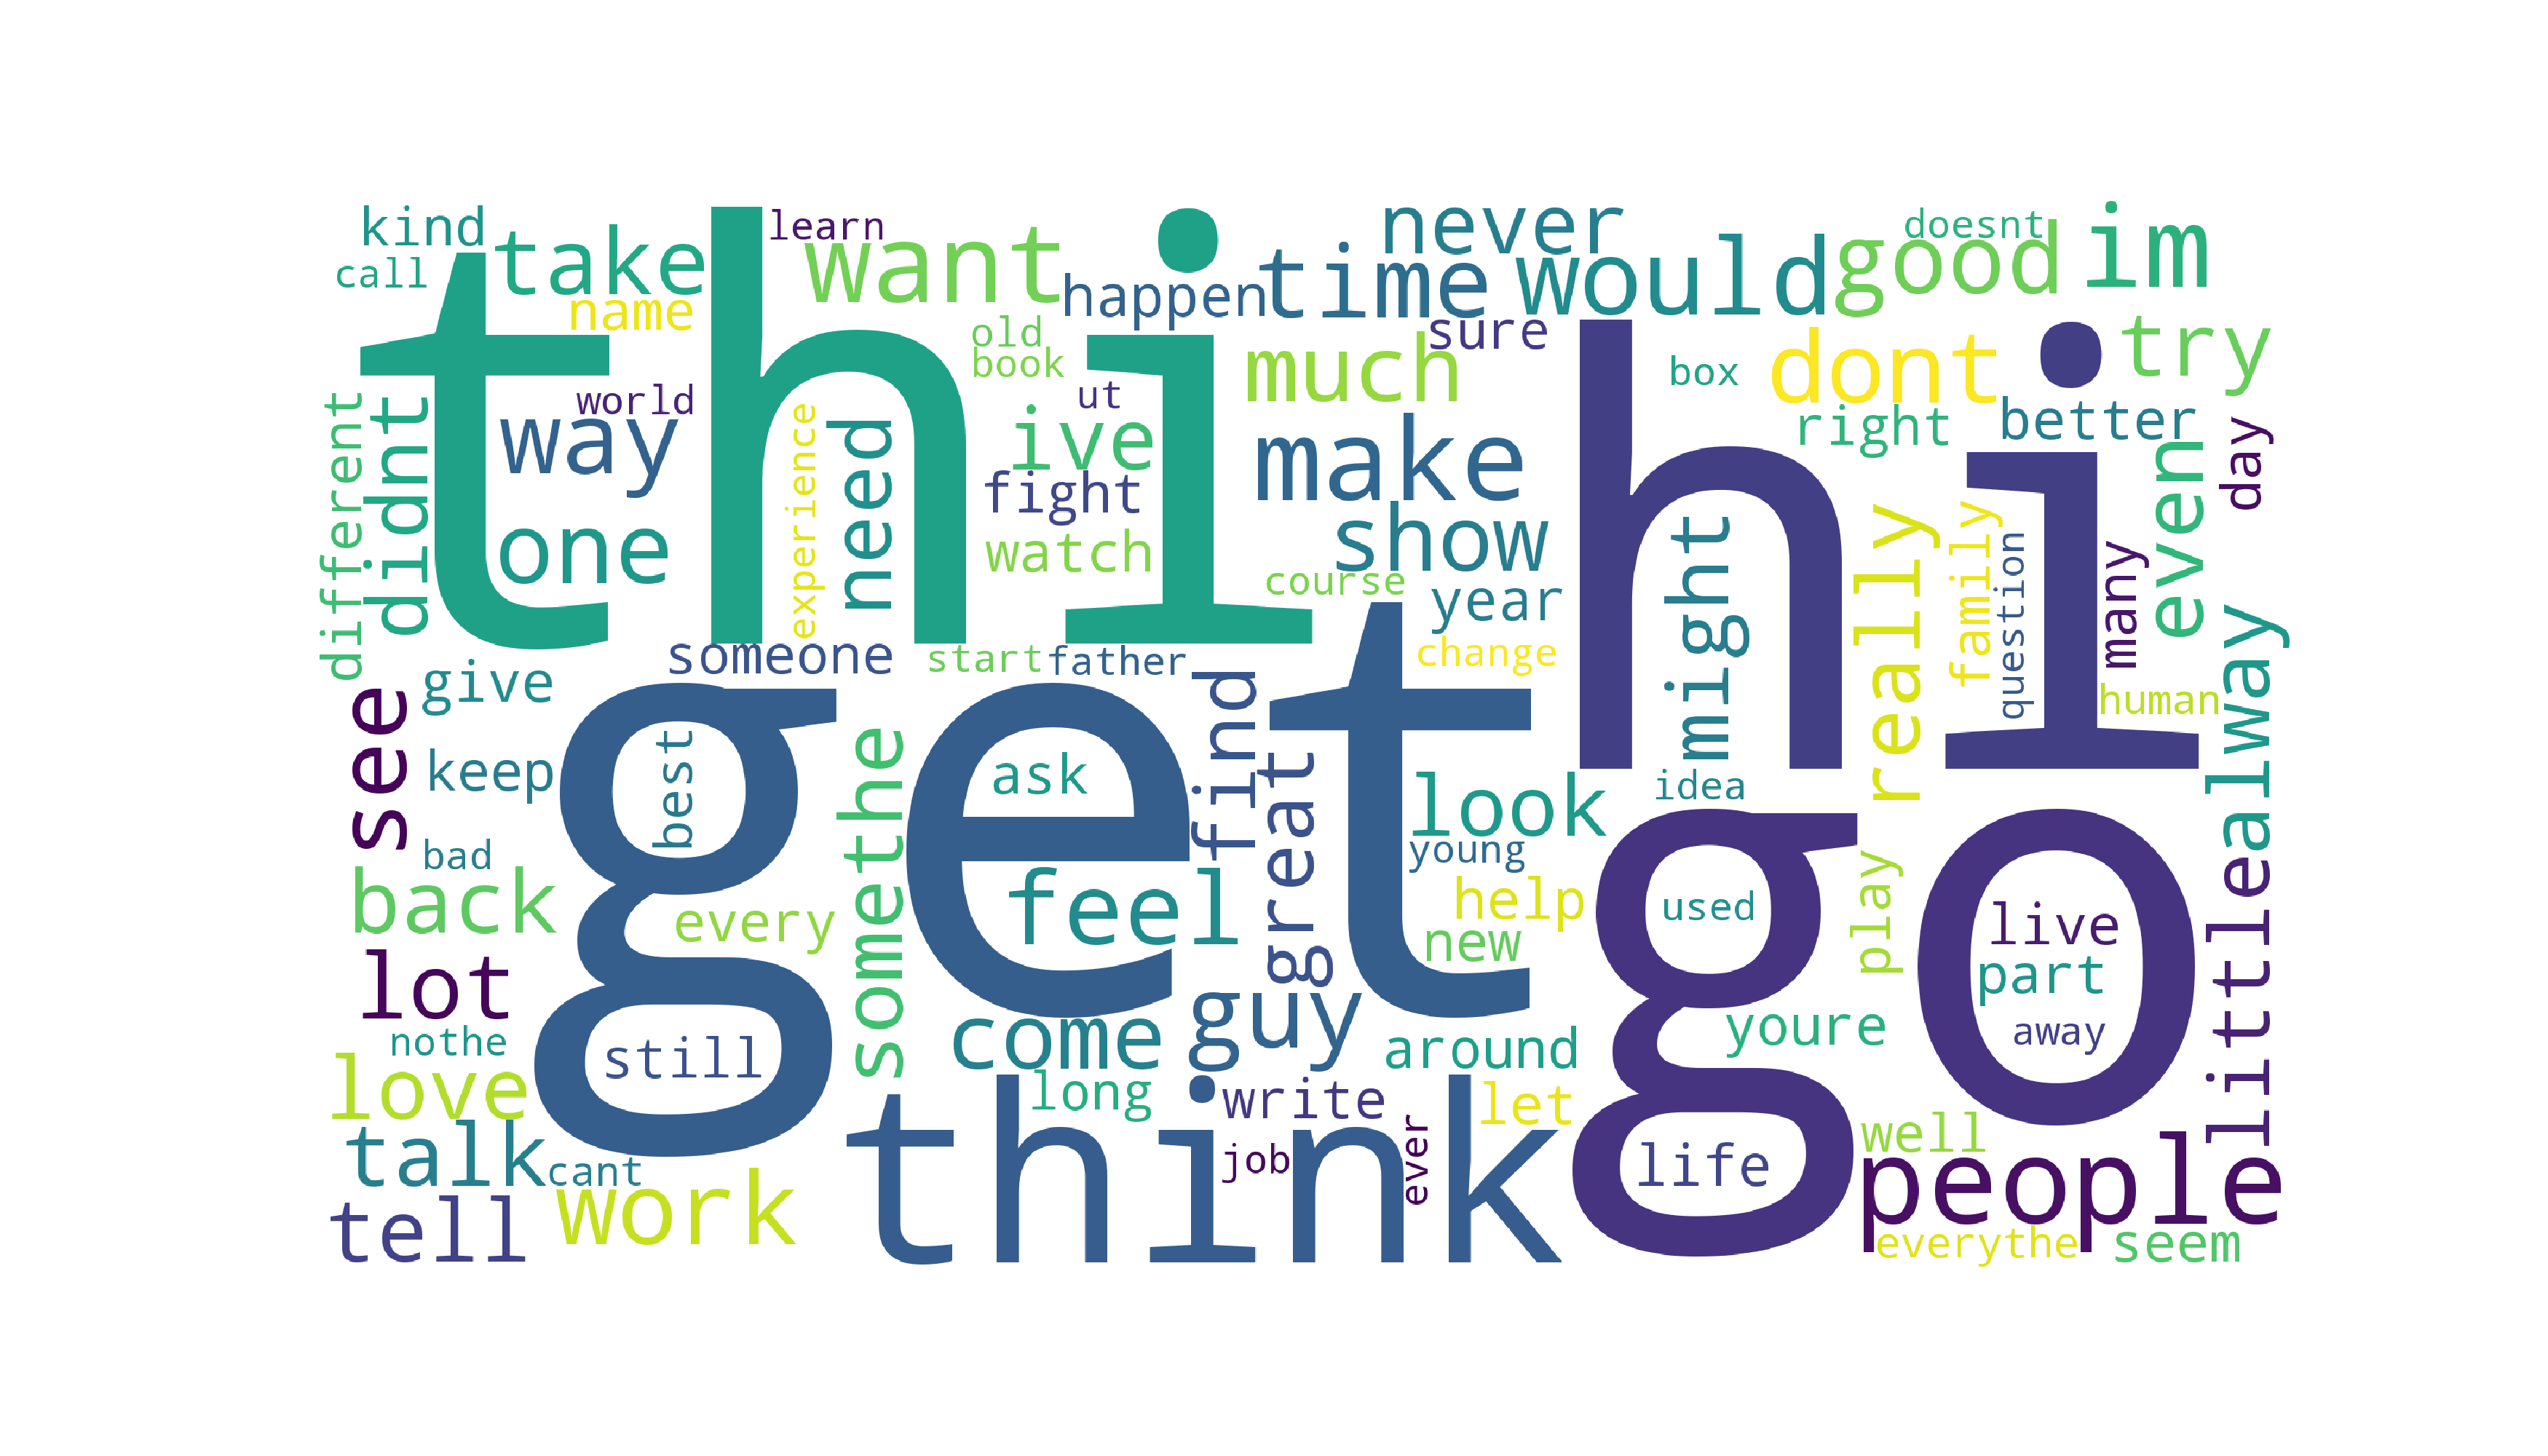 thi
get
hi
go
think
people
kind
call
take
name
learn
want
happen
time
never
would
good
doesnt
im
sure
try
old
book
ut
much
box
dont
right
better
day
world
way
didnt
different
one
experience
need
ive
fight
watch
make
show
course
year
might
really
family
question
many
even
always
human
someone
start
father
change
give
see
keep
best
somethe
ask
find
great
look
idea
young
bad
back
every
feel
help
new
used
play
live
part
away
little
lot
nothe
still
come
guy
around
youre
love
long
write
let
talk
cant
job
ever
life
well
tell
work
everythe
seem